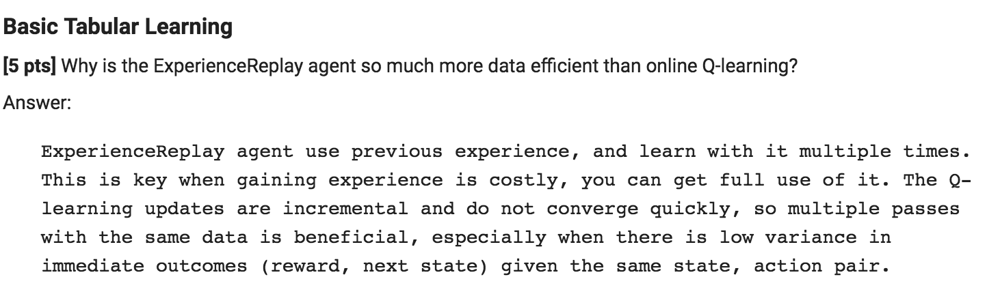 Basic Tabular Learning
[5 pts] Why is the ExperienceReplay agent so much more data efficient than online Q-learning?
Answer:
ExperienceReplay agent use previous experience, and learn with it multiple times.
This is key when gaining experience is costly, you can get full use of it. The Q-
learning updates are incremental and do not converge quickly, so multiple passes
with the same data is beneficial, especially when there is low variance in
immediate outcomes (reward, next state) given the same state, action pair.